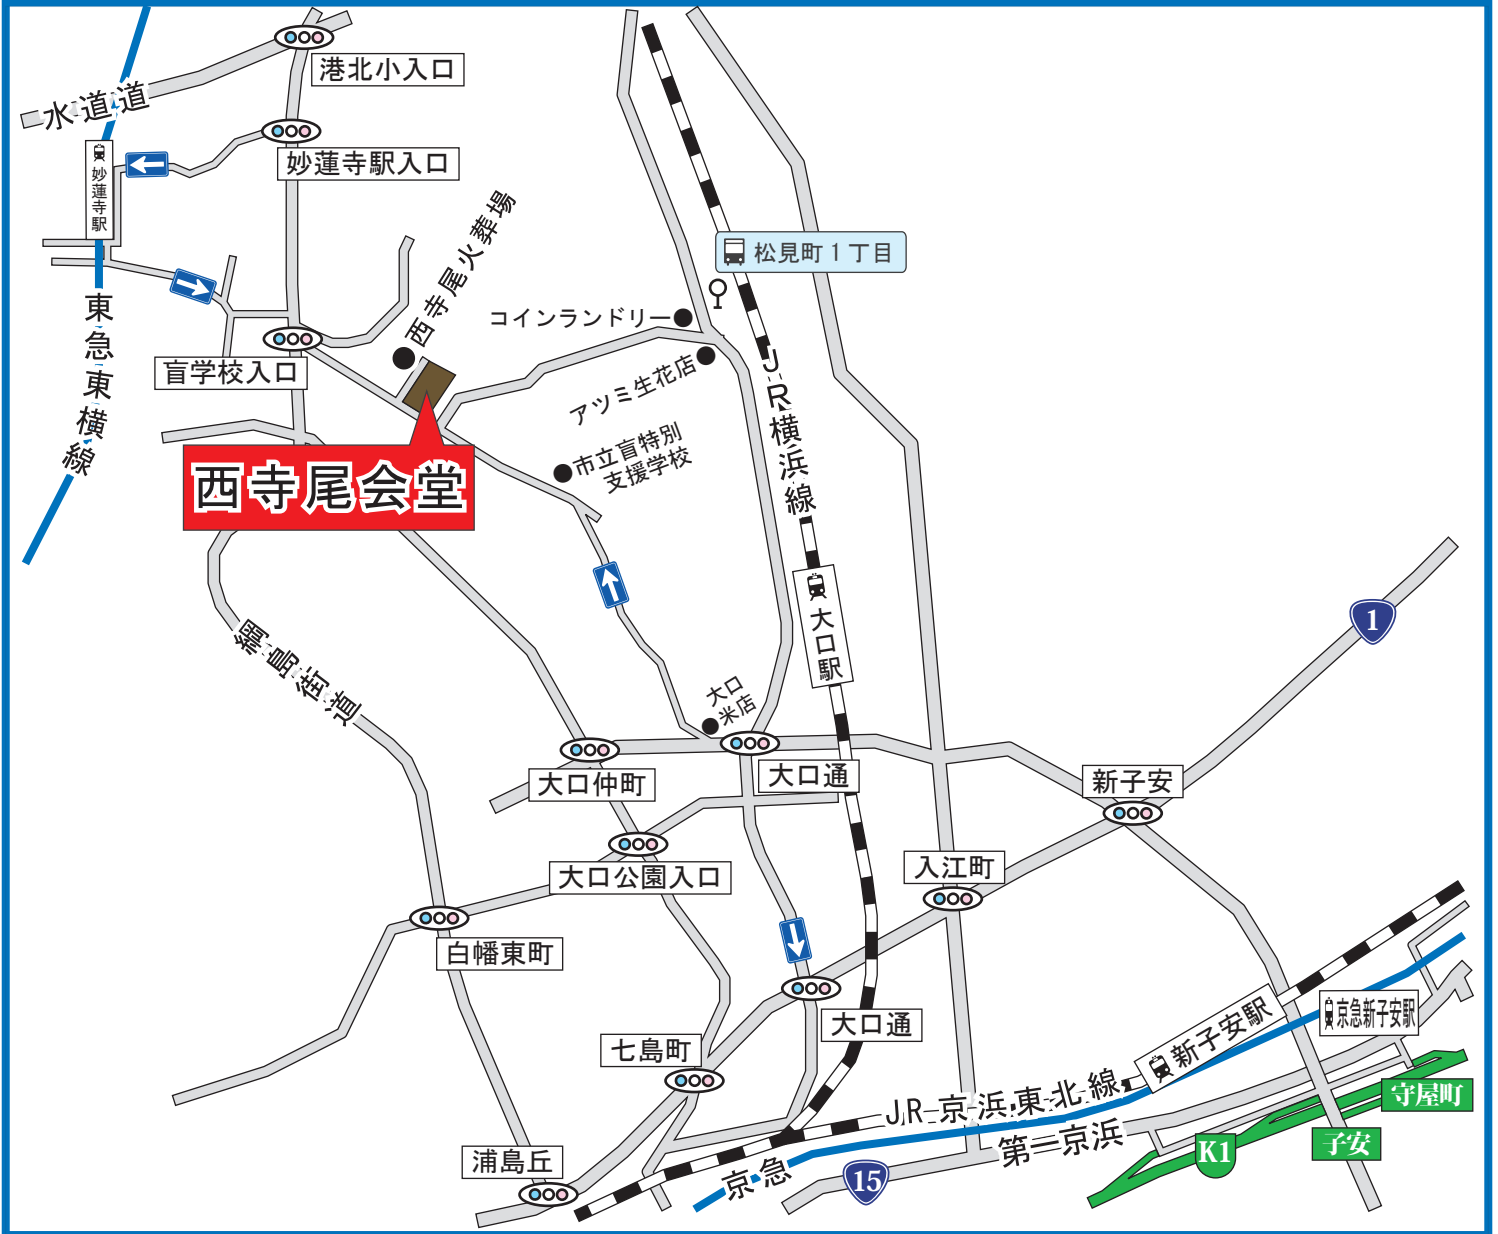 港北小入口
水道道
妙蓮寺駅入口
妙蓮寺駅
西寺尾火葬場
松見町1丁目
東急東横線
コインランドリー
盲学校入口
アツミ生花店
JR横浜線
市立盲特別
支援学校
西寺尾会堂
大口駅
1
綱島街道
大口
米店
大口仲町
大口通
新子安
大口公園入口
入江町
白幡東町
大口通
七島町
新子安駅
京急新子安駅
JR京浜東北線
守屋町
第一京浜
子安
K1
浦島丘
京急
15